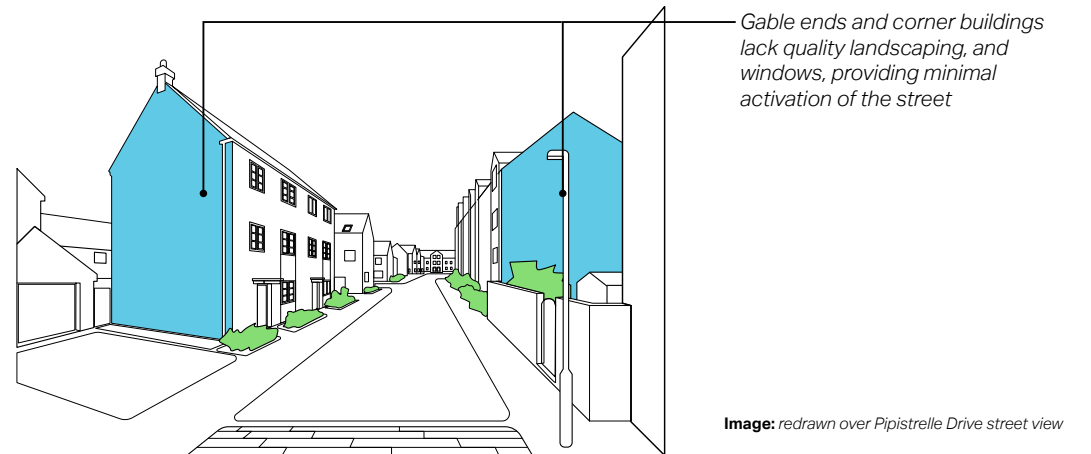 Gable ends and corner buildings
lack quality landscaping, and
windows, providing minimal
activation of the street
Image: redrawn over Pipistrelle Drive street view